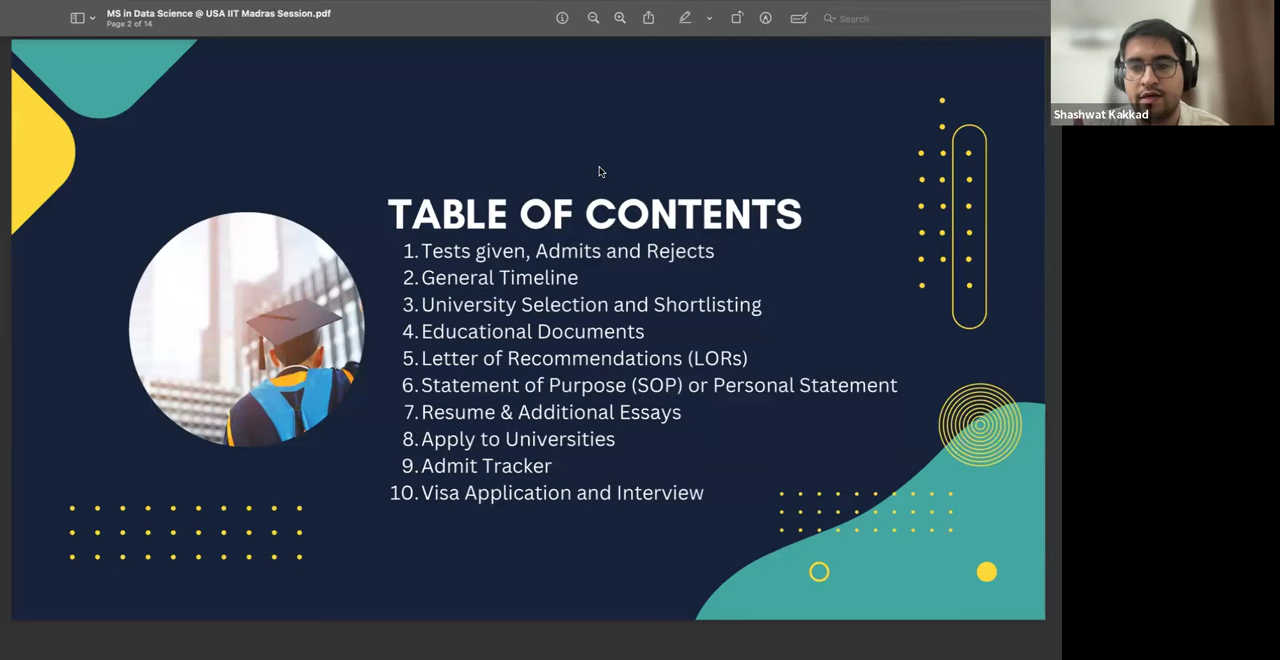 MS in Data Science @ USA IIT Madras Session.pdf
Page 2 of 14
Search
Shashwat Kakkad
TABLE OF CONTENTS
1. Tests given, Admits and Rejects
2. General Timeline
3. University Selection and Shortlisting
4. Educational Documents
5. Letter of Recommendations (LORs)
6. Statement of Purpose (SOP) or Personal Statement
7. Resume & Additional Essays
8. Apply to Universities
9. Admit Tracker
10. Visa Application and Interview